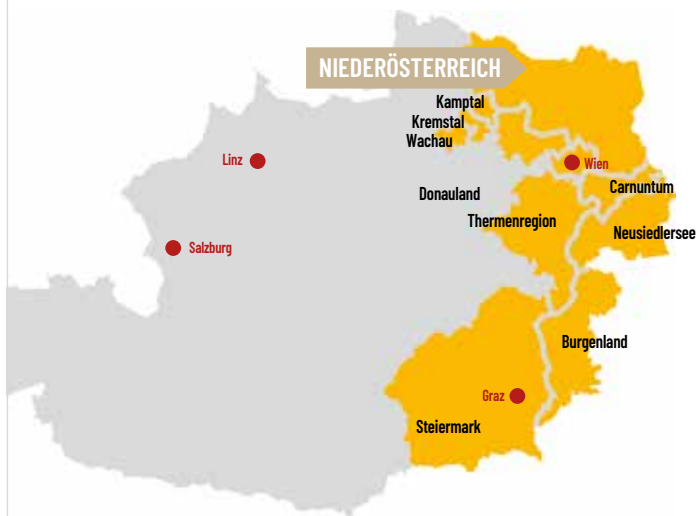 NIEDERÖSTERREICH
Kamptal
Kremstal
Wachau
Linz
Wien
Donauland
Carnuntum
Thermenregion
Neusiedlersee
Salzburg
Burgenland
Graz
Steiermark